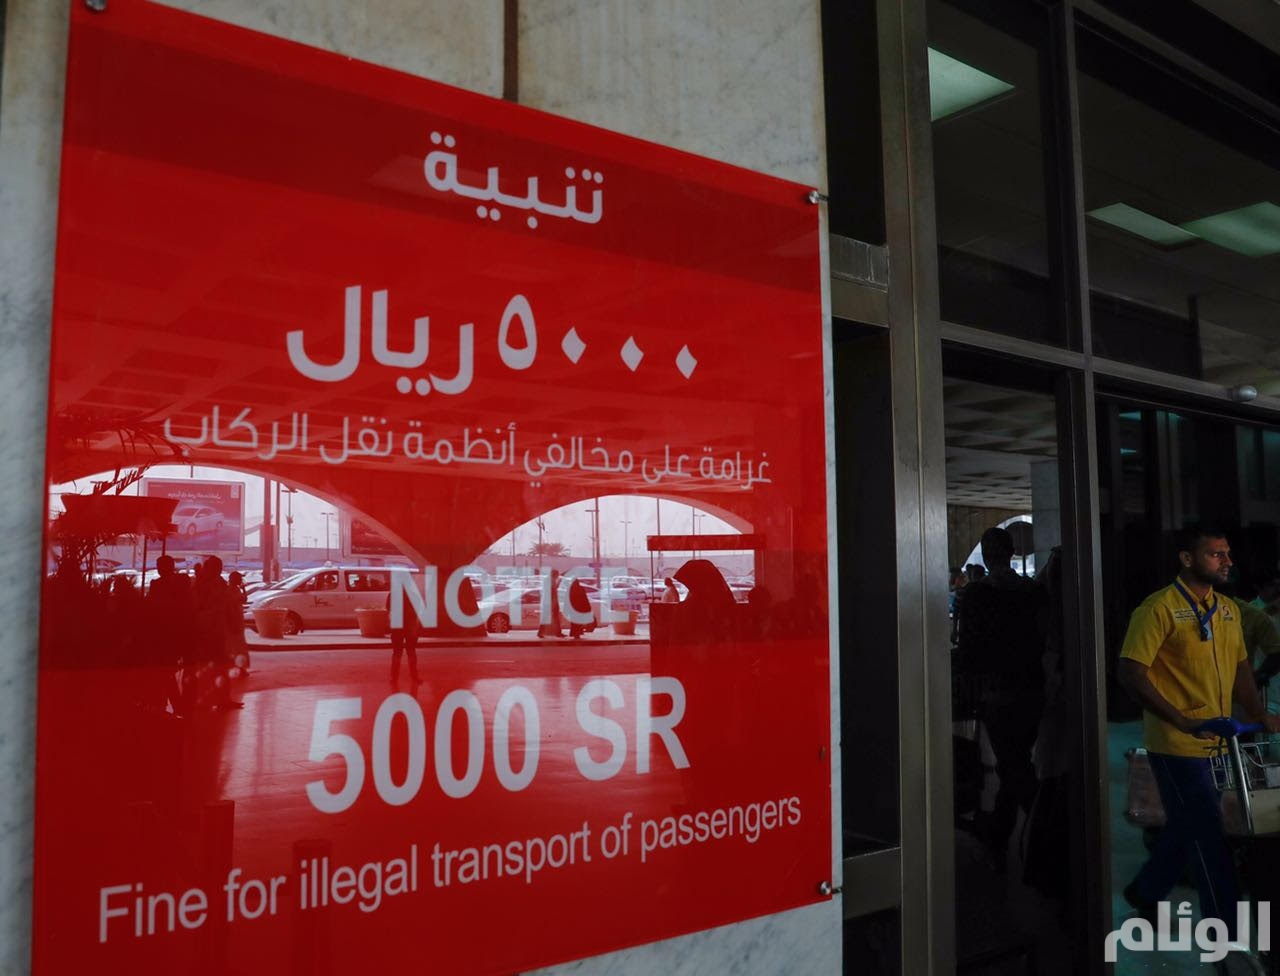 تنبية
٥٠٠٠ ريال
غرامة على مخالفي أنظمة نقل الركاب
NOTICE
5000 SR
Fine for illegal transport of passengers
الوئام